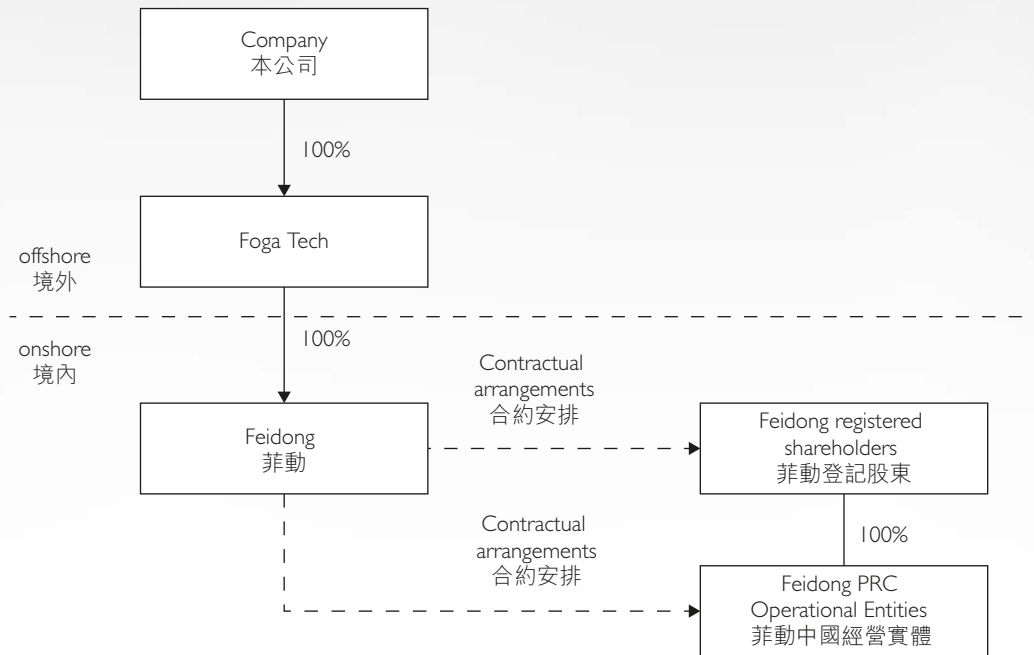 Company
本公司
100%
Foga Tech
offshore
境外
100%
onshore
境內
Contractual
arrangements
合約安排
Feidong
菲動
Feidong registered
shareholders
菲動登記股東
Contractual
arrangements
合約安排
100%
Feidong PRC
Operational Entities
菲動中國經營實體